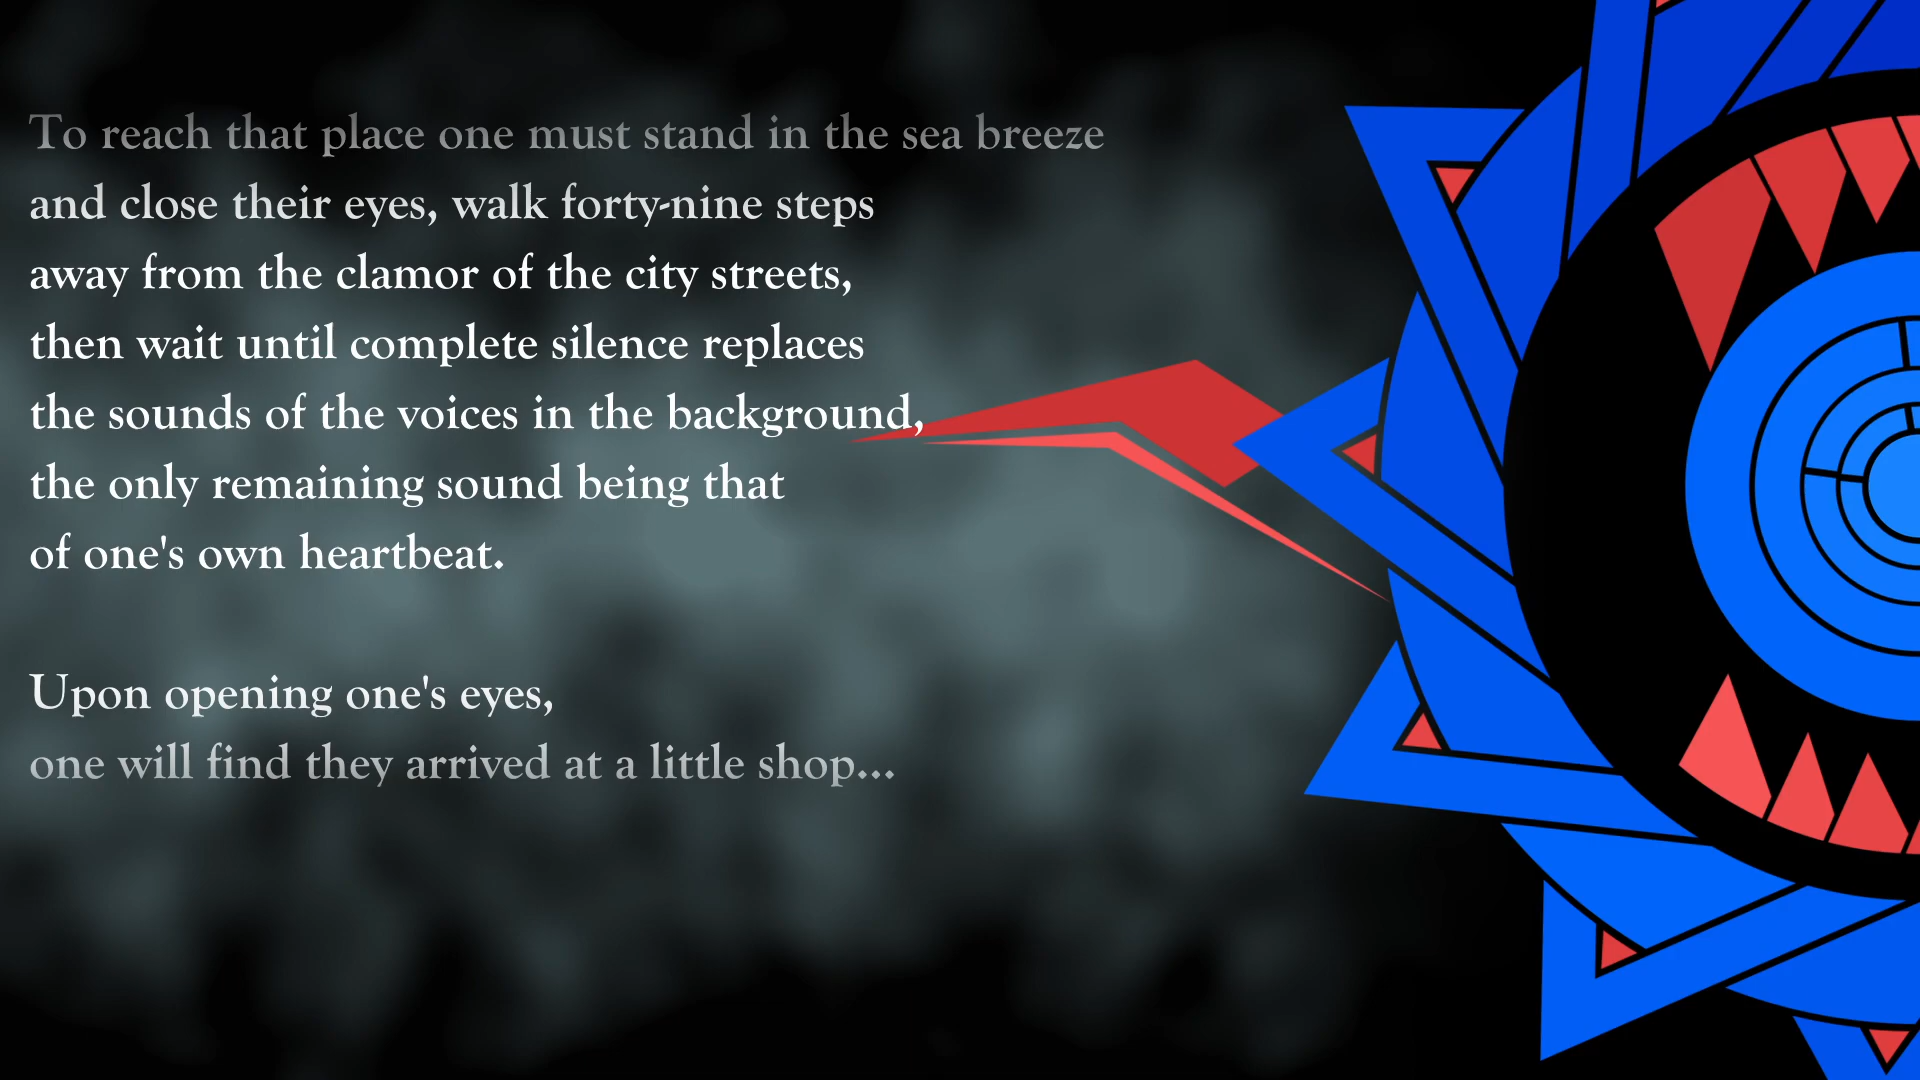 To reach that place one must stand in the sea breeze
and close their eyes, walk forty-nine steps
away from the clamor of the city streets,
then wait until complete silence replaces
the sounds of the voices in the background,
the only remaining sound being that
of one's own heartbeat.
Upon opening one's eyes,
one will find they arrived at a little shop...